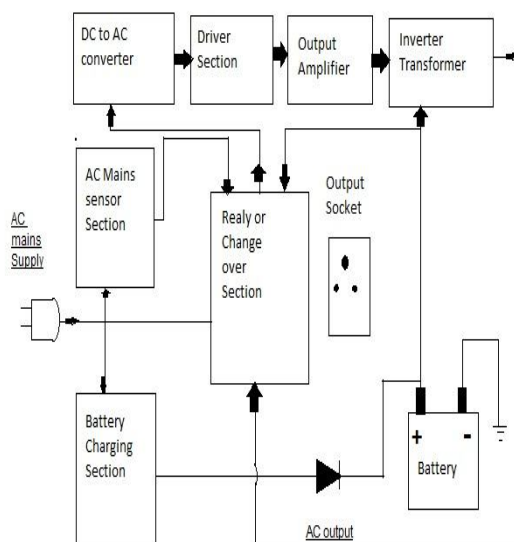 DC to AC
converter
Driver
Section
Output
Amplifier
Inverter
Transformer
AC Mains
sensor
Section
AC
mains
Supply
Realy or
Change
over
Section
Output
Socket
Battery
Charging
Section
+ -
Battery
AC output